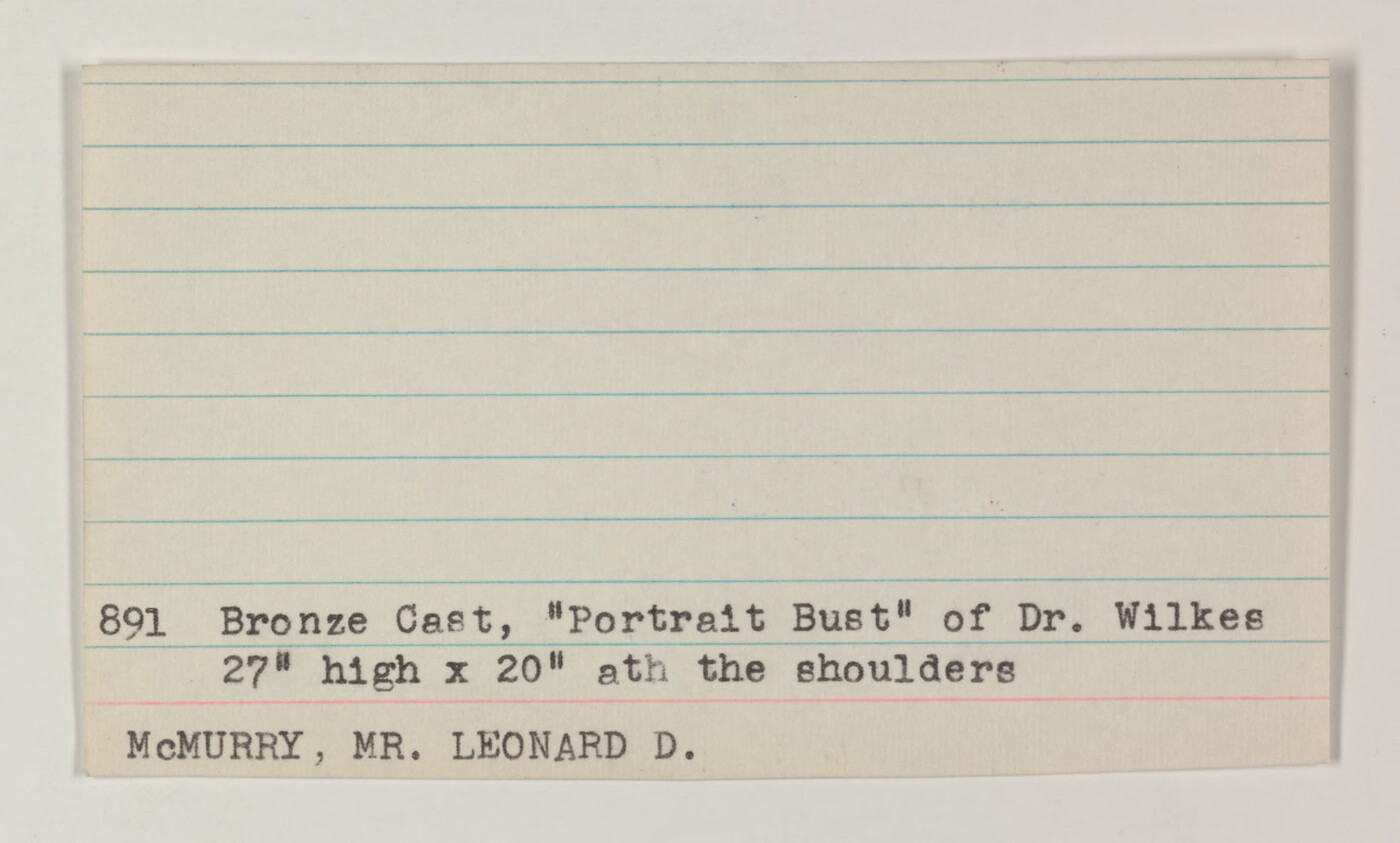 891 Bronze Cast, "Portrait Bust" of Dr. Wilkes
27" high x 20" ath the shoulders
McMURRY, MR. LEONARD D.